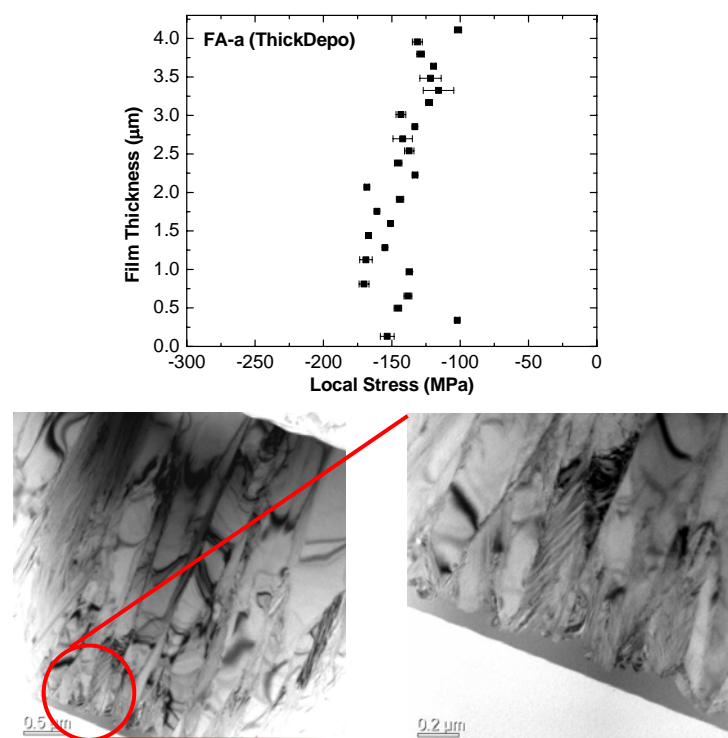 FA-a (ThickDepo)
4.0
3.5
3.0
2.5
2.0
1.5
1.0
0.5
0.0
Film Thickness (μm)
-300 -250 -200 -150 -100 -50 0
Local Stress (MPa)
0.5 μm
0.2 μm